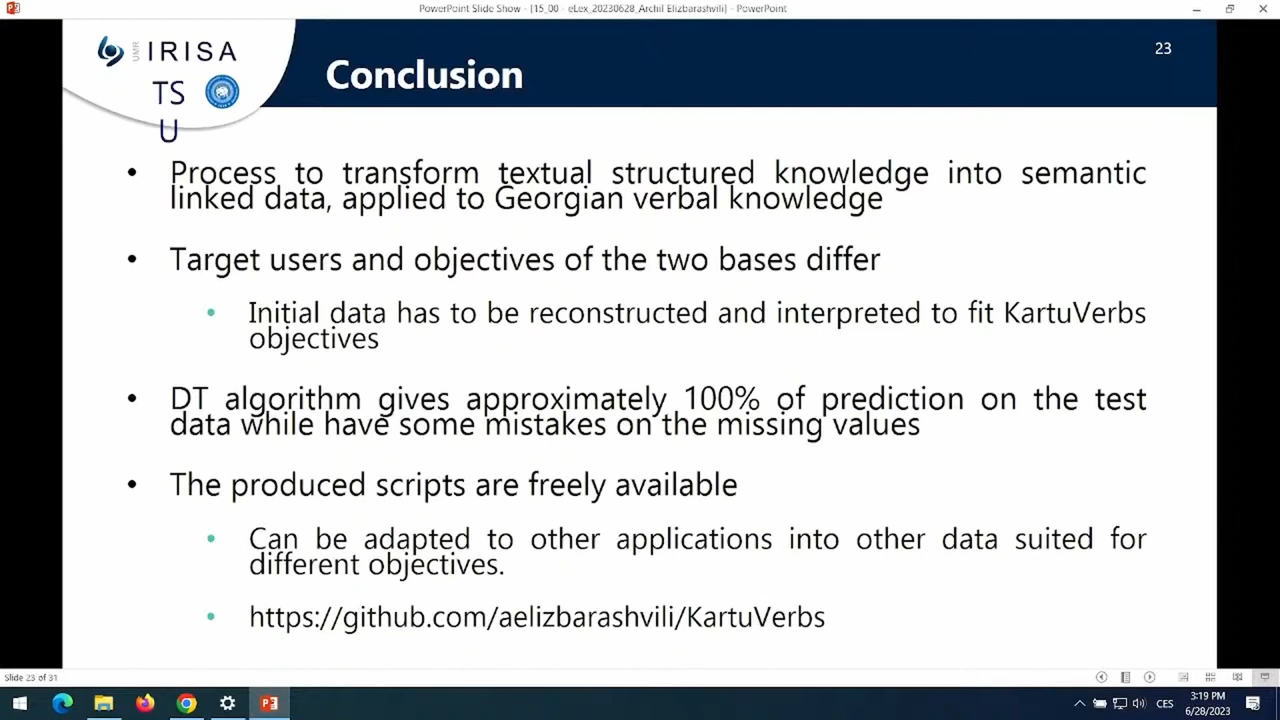 PowerPoint Slide Show - [15_00 - eLex_20230628_Archil Elizbarashvili] - PowerPoint
UMR IRISA
TS
U
Conclusion
23
• Process to transform textual structured knowledge into semantic
linked data, applied to Georgian verbal knowledge
• Target users and objectives of the two bases differ
• Initial data has to be reconstructed and interpreted to fit KartuVerbs
objectives
• DT algorithm gives approximately 100% of prediction on the test
data while have some mistakes on the missing values
• The produced scripts are freely available
• Can be adapted to other applications into other data suited for
different objectives.
• https://github.com/aelizbarashvili/KartuVerbs
Slide 23 of 31
CES
3:19 PM
6/28/2023